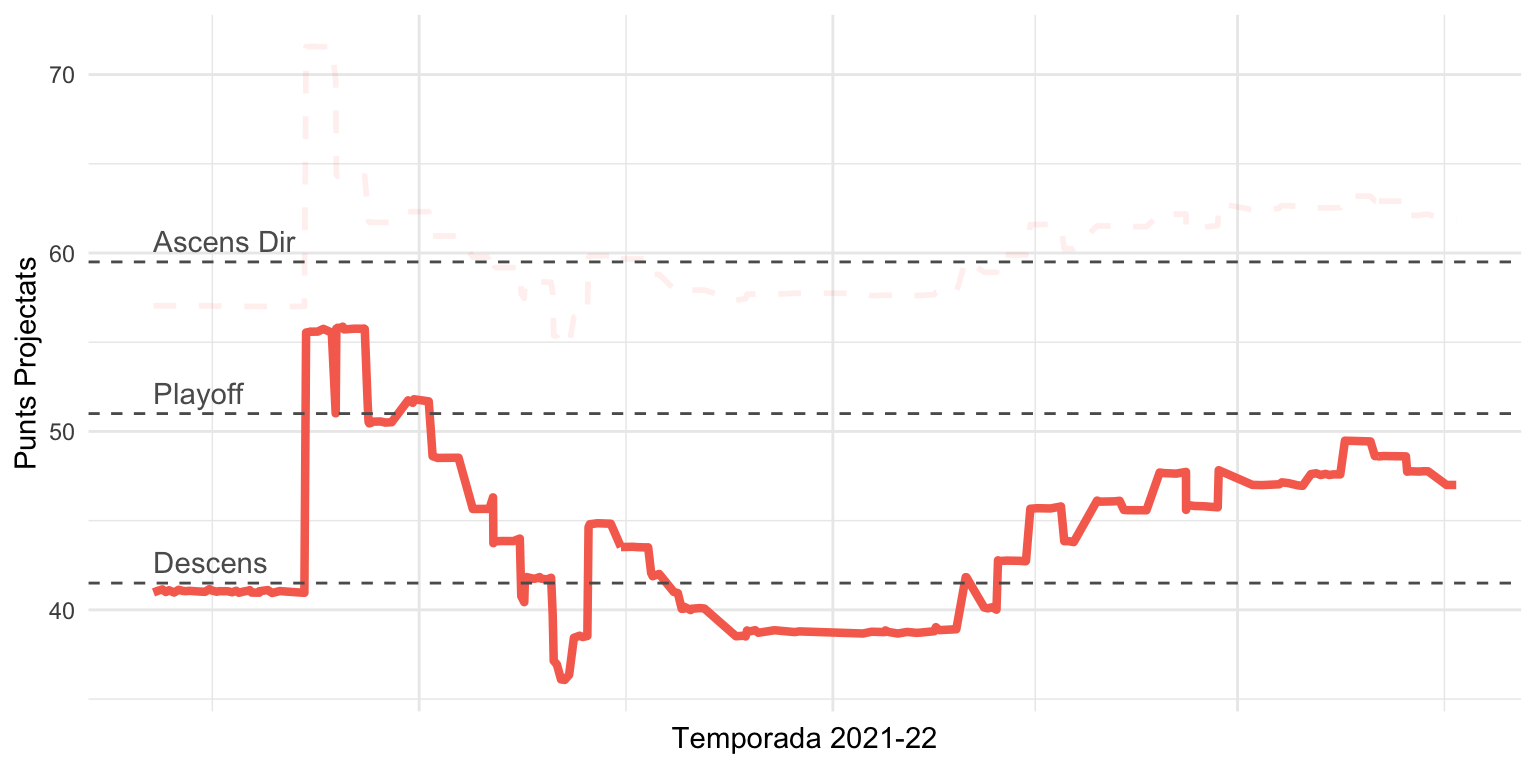 70
60
50
40
Punts Projectats
Ascens Dir
Playoff
Descens
Temporada 2021-22